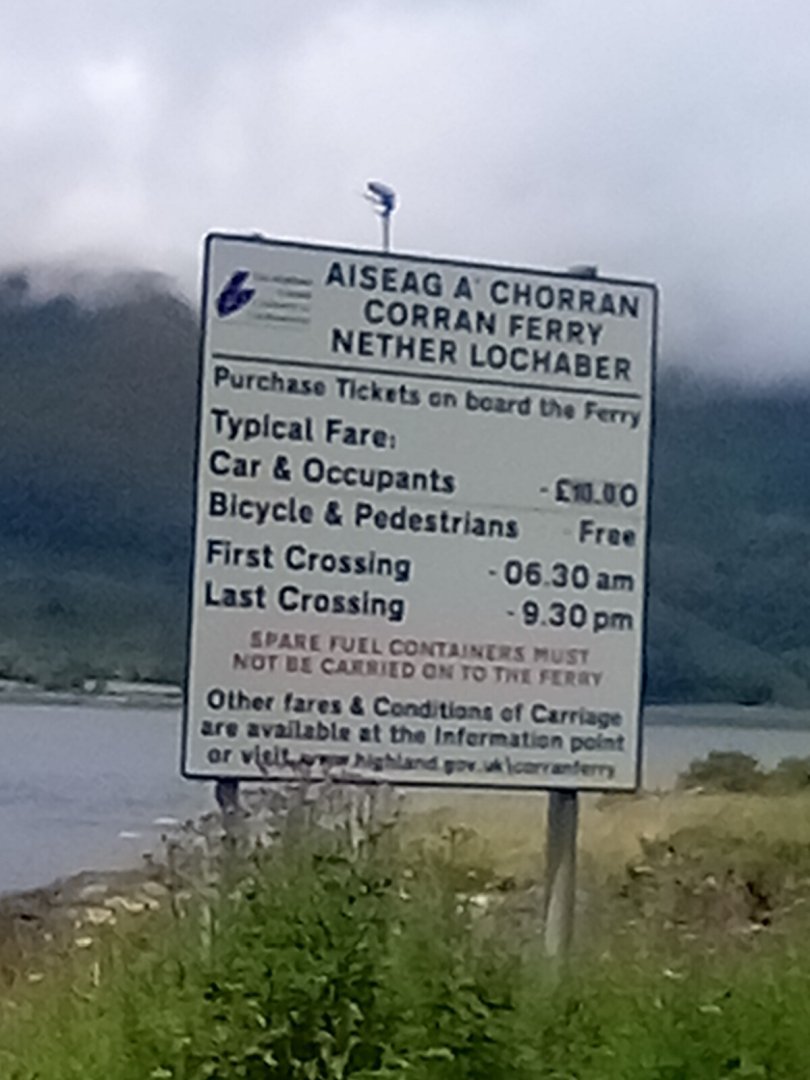 AISEAG A' CHORRAN
CORRAN FERRY
NETHER LOCHABER
Purchase Tickets on board the Ferry
Typical Fare:
Car & Occupants - £10.00
Bicycle & Pedestrians - Free
First Crossing - 06.30 am
Last Crossing - 9.30 pm
SPARE FUEL CONTAINERS MUST
NOT BE CARRIED ON TO THE FERRY
Other fares & Conditions of Carriage
are available at the Information point
or visit www.highland.gov.uk\corranferry